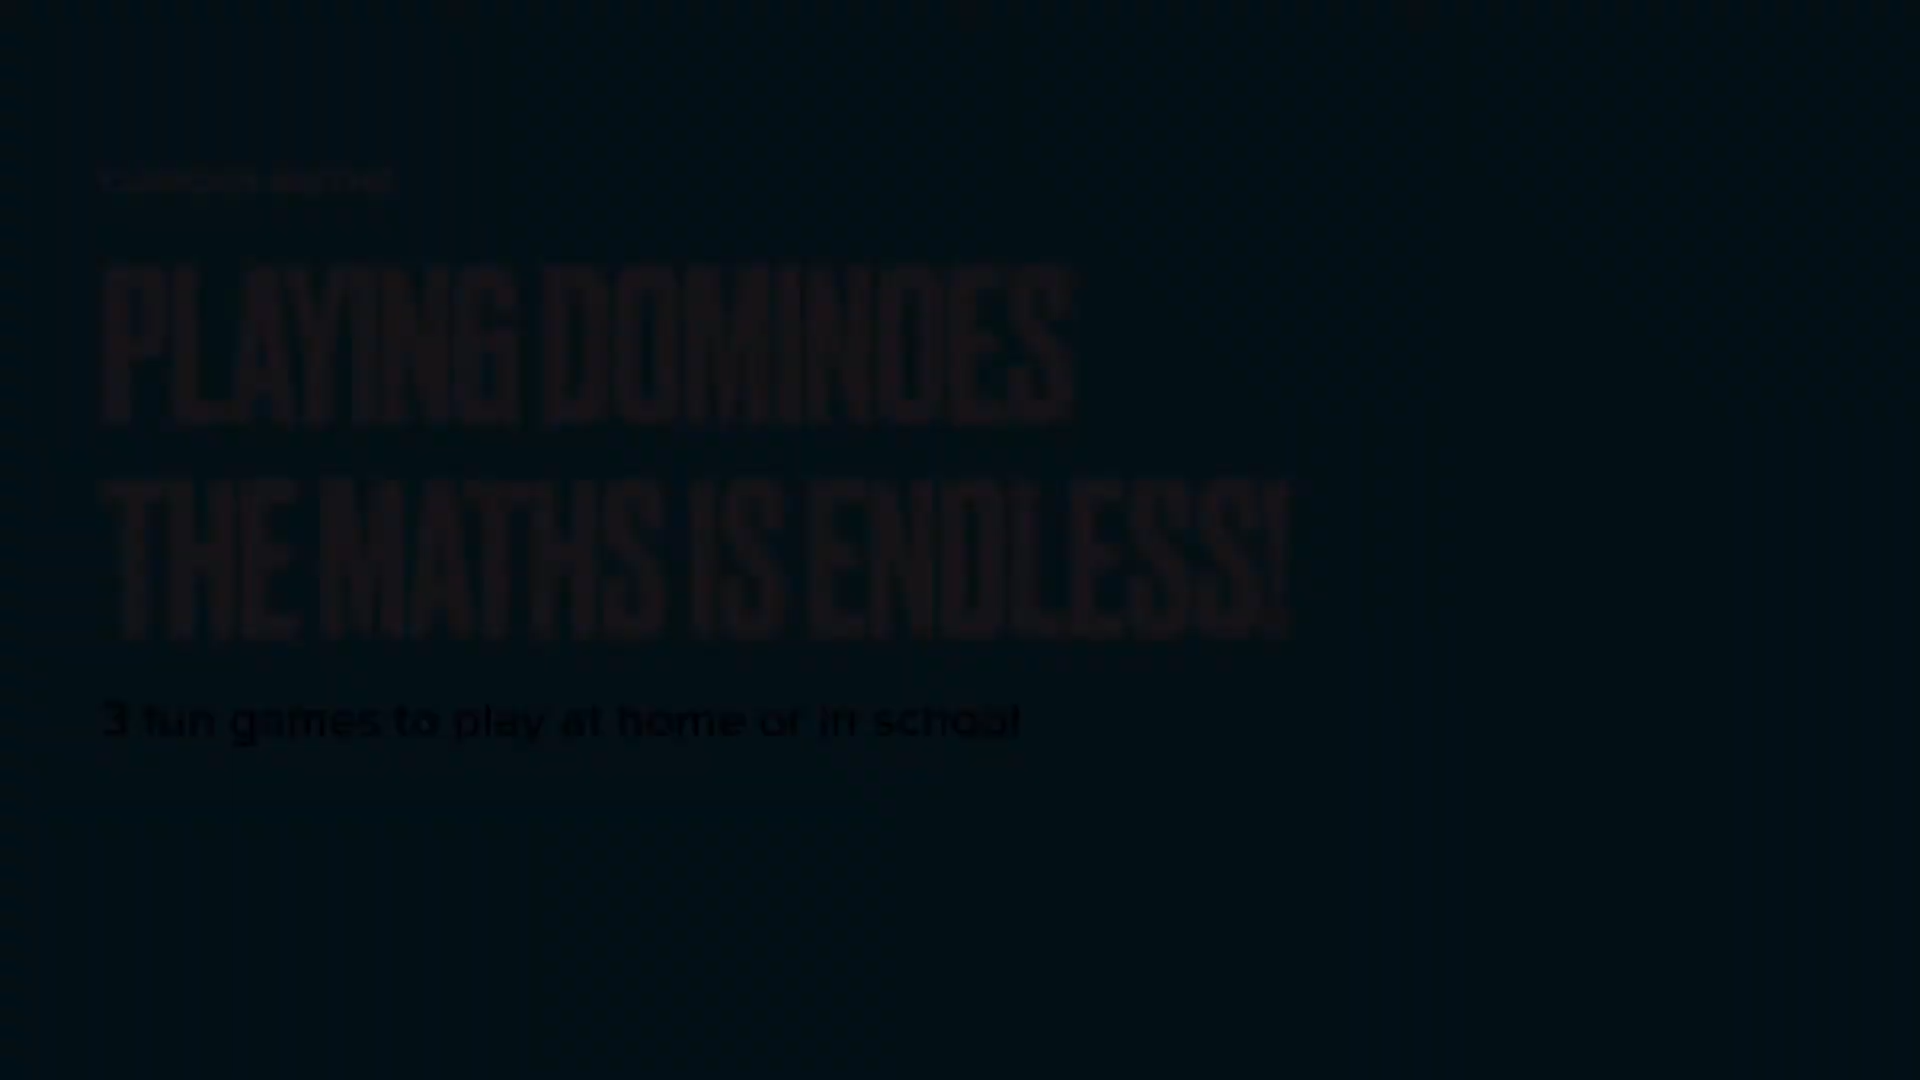 PLAYING DOMINOES
THE MATHS IS ENDLESS!
3 fun games to play at home or in school